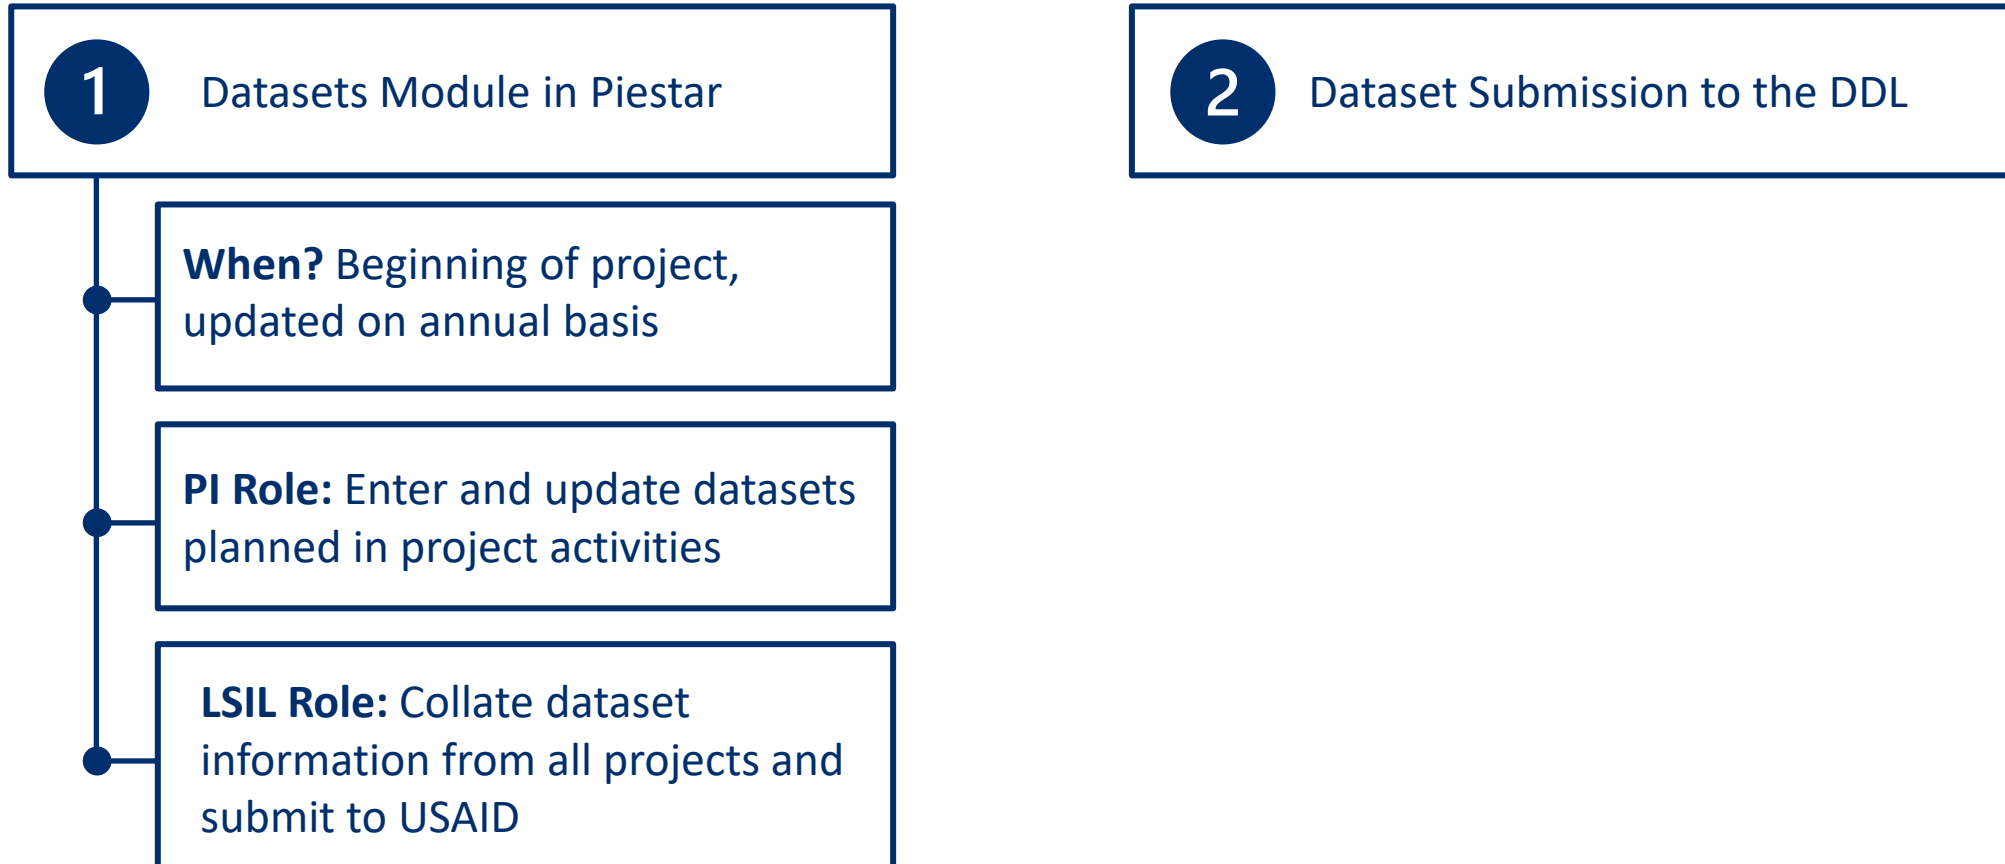 1
Datasets Module in Piestar
When? Beginning of project,
updated on annual basis
PI Role: Enter and update datasets
planned in project activities
LSIL Role: Collate dataset
information from all projects and
submit to USAID
2
Dataset Submission to the DDL